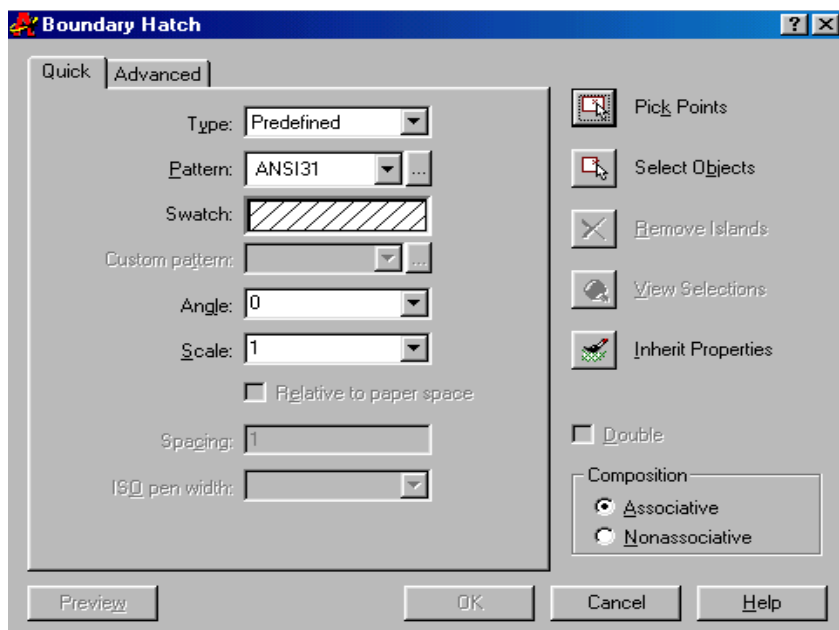 Boundary Hatch
Quick
Advanced
Type: Predefined
Pattern: ANSI31 ...
Swatch:
Custom pattern: ...
Angle: 0
Scale: 1
Relative to paper space
Spacing: 1
ISO pen width:
Pick Points
Select Objects
Remove Islands
View Selections
Inherit Properties
Double
Composition
Associative
Nonassociative
Preview
OK
Cancel
Help